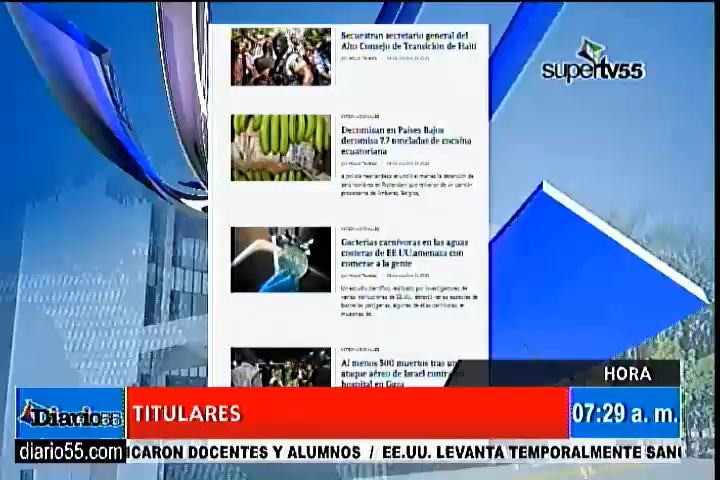 Secuestran secretario general del
Alto Consejo de Transición de Haití
supertv55
INTERNACIONALES
Decomisan en Países Bajos
decomiso 7.7 toneladas de cocaína
ecuatoriana
INTERNACIONALES
Bacterias carnívoras en las aguas
costeras de EE.UU.amenaza con
comerse a la gente
INTERNACIONALES
Al menos 500 muertos tras un
ataque aéreo de Israel contra
hospital en Gaza
HORA
Diario55
TITULARES
07:29 a. m.
diario55.com
ICARON DOCENTES Y ALUMNOS / EE.UU. LEVANTA TEMPORALMENTE SAN